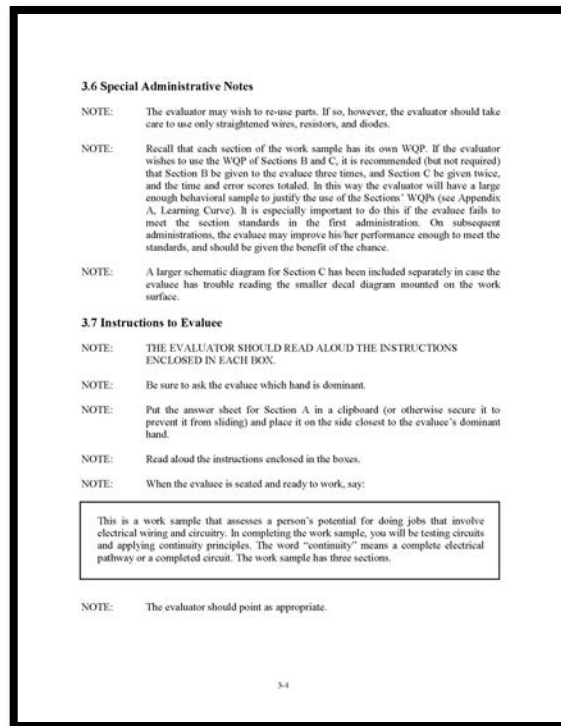 3.6 Special Administrative Notes
NOTE: The evaluator may wish to re-use parts. If so, however, the evaluator should take
care to use only straightened wires, resistors, and diodes.
NOTE: Recall that each section of the work sample has its own WQP. If the evaluator
wishes to use the WQP of Sections B and C, it is recommended (but not required)
that Section B be given to the evaluee three times, and Section C be given twice,
and the time and error scores totaled. In this way the evaluator will have a large
enough behavioral sample to justify the use of the Sections' WQPs (see Appendix
A, Learning Curve). It is especially important to do this if the evaluee fails to
meet the section standards in the first administration. On subsequent
administrations, the evaluee may improve his/her performance enough to meet the
standards, and should be given the benefit of the chance.
NOTE: A larger schematic diagram for Section C has been included separately in case the
evaluee has trouble reading the smaller decal diagram mounted on the work
surface.
3.7 Instructions to Evaluee
NOTE: THE EVALUATOR SHOULD READ ALOUD THE INSTRUCTIONS
ENCLOSED IN EACH BOX.
NOTE: Be sure to ask the evaluee which hand is dominant.
NOTE: Put the answer sheet for Section A in a clipboard (or otherwise secure it to
prevent it from sliding) and place it on the side closest to the evaluee's dominant
hand.
NOTE: Read aloud the instructions enclosed in the boxes.
NOTE: When the evaluee is seated and ready to work, say:
This is a work sample that assesses a person's potential for doing jobs that involve
electrical wiring and circuitry. In completing the work sample, you will be testing circuits
and applying continuity principles. The word "continuity" means a complete electrical
pathway or a completed circuit. The work sample has three sections.
NOTE: The evaluator should point as appropriate.
3-4